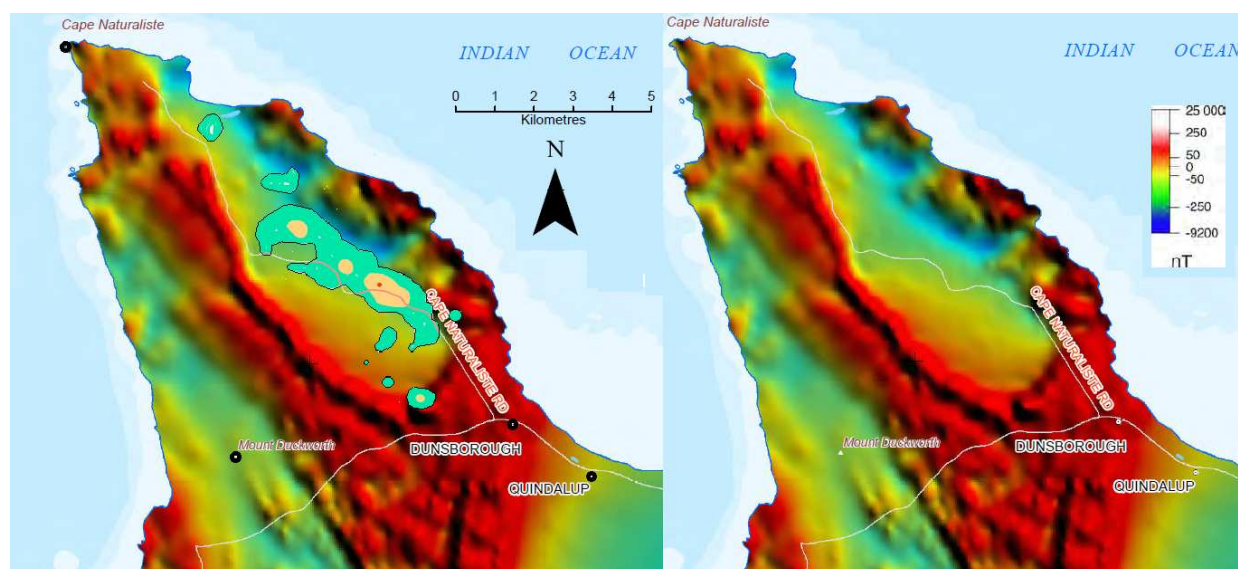 Cape Naturaliste
INDIAN OCEAN
0 1 2 3 4 5
Kilometres
N
CAPE NATURALISTE RD
Mount Duckworth
DUNSBOROUGH
QUINDALUP
Cape Naturaliste
INDIAN OCEAN
25 000
250
50
0
-50
-9200
nT
CAPE NATURALISTE RD
Mount Duckworth
DUNSBOROUGH
QUINDALUP